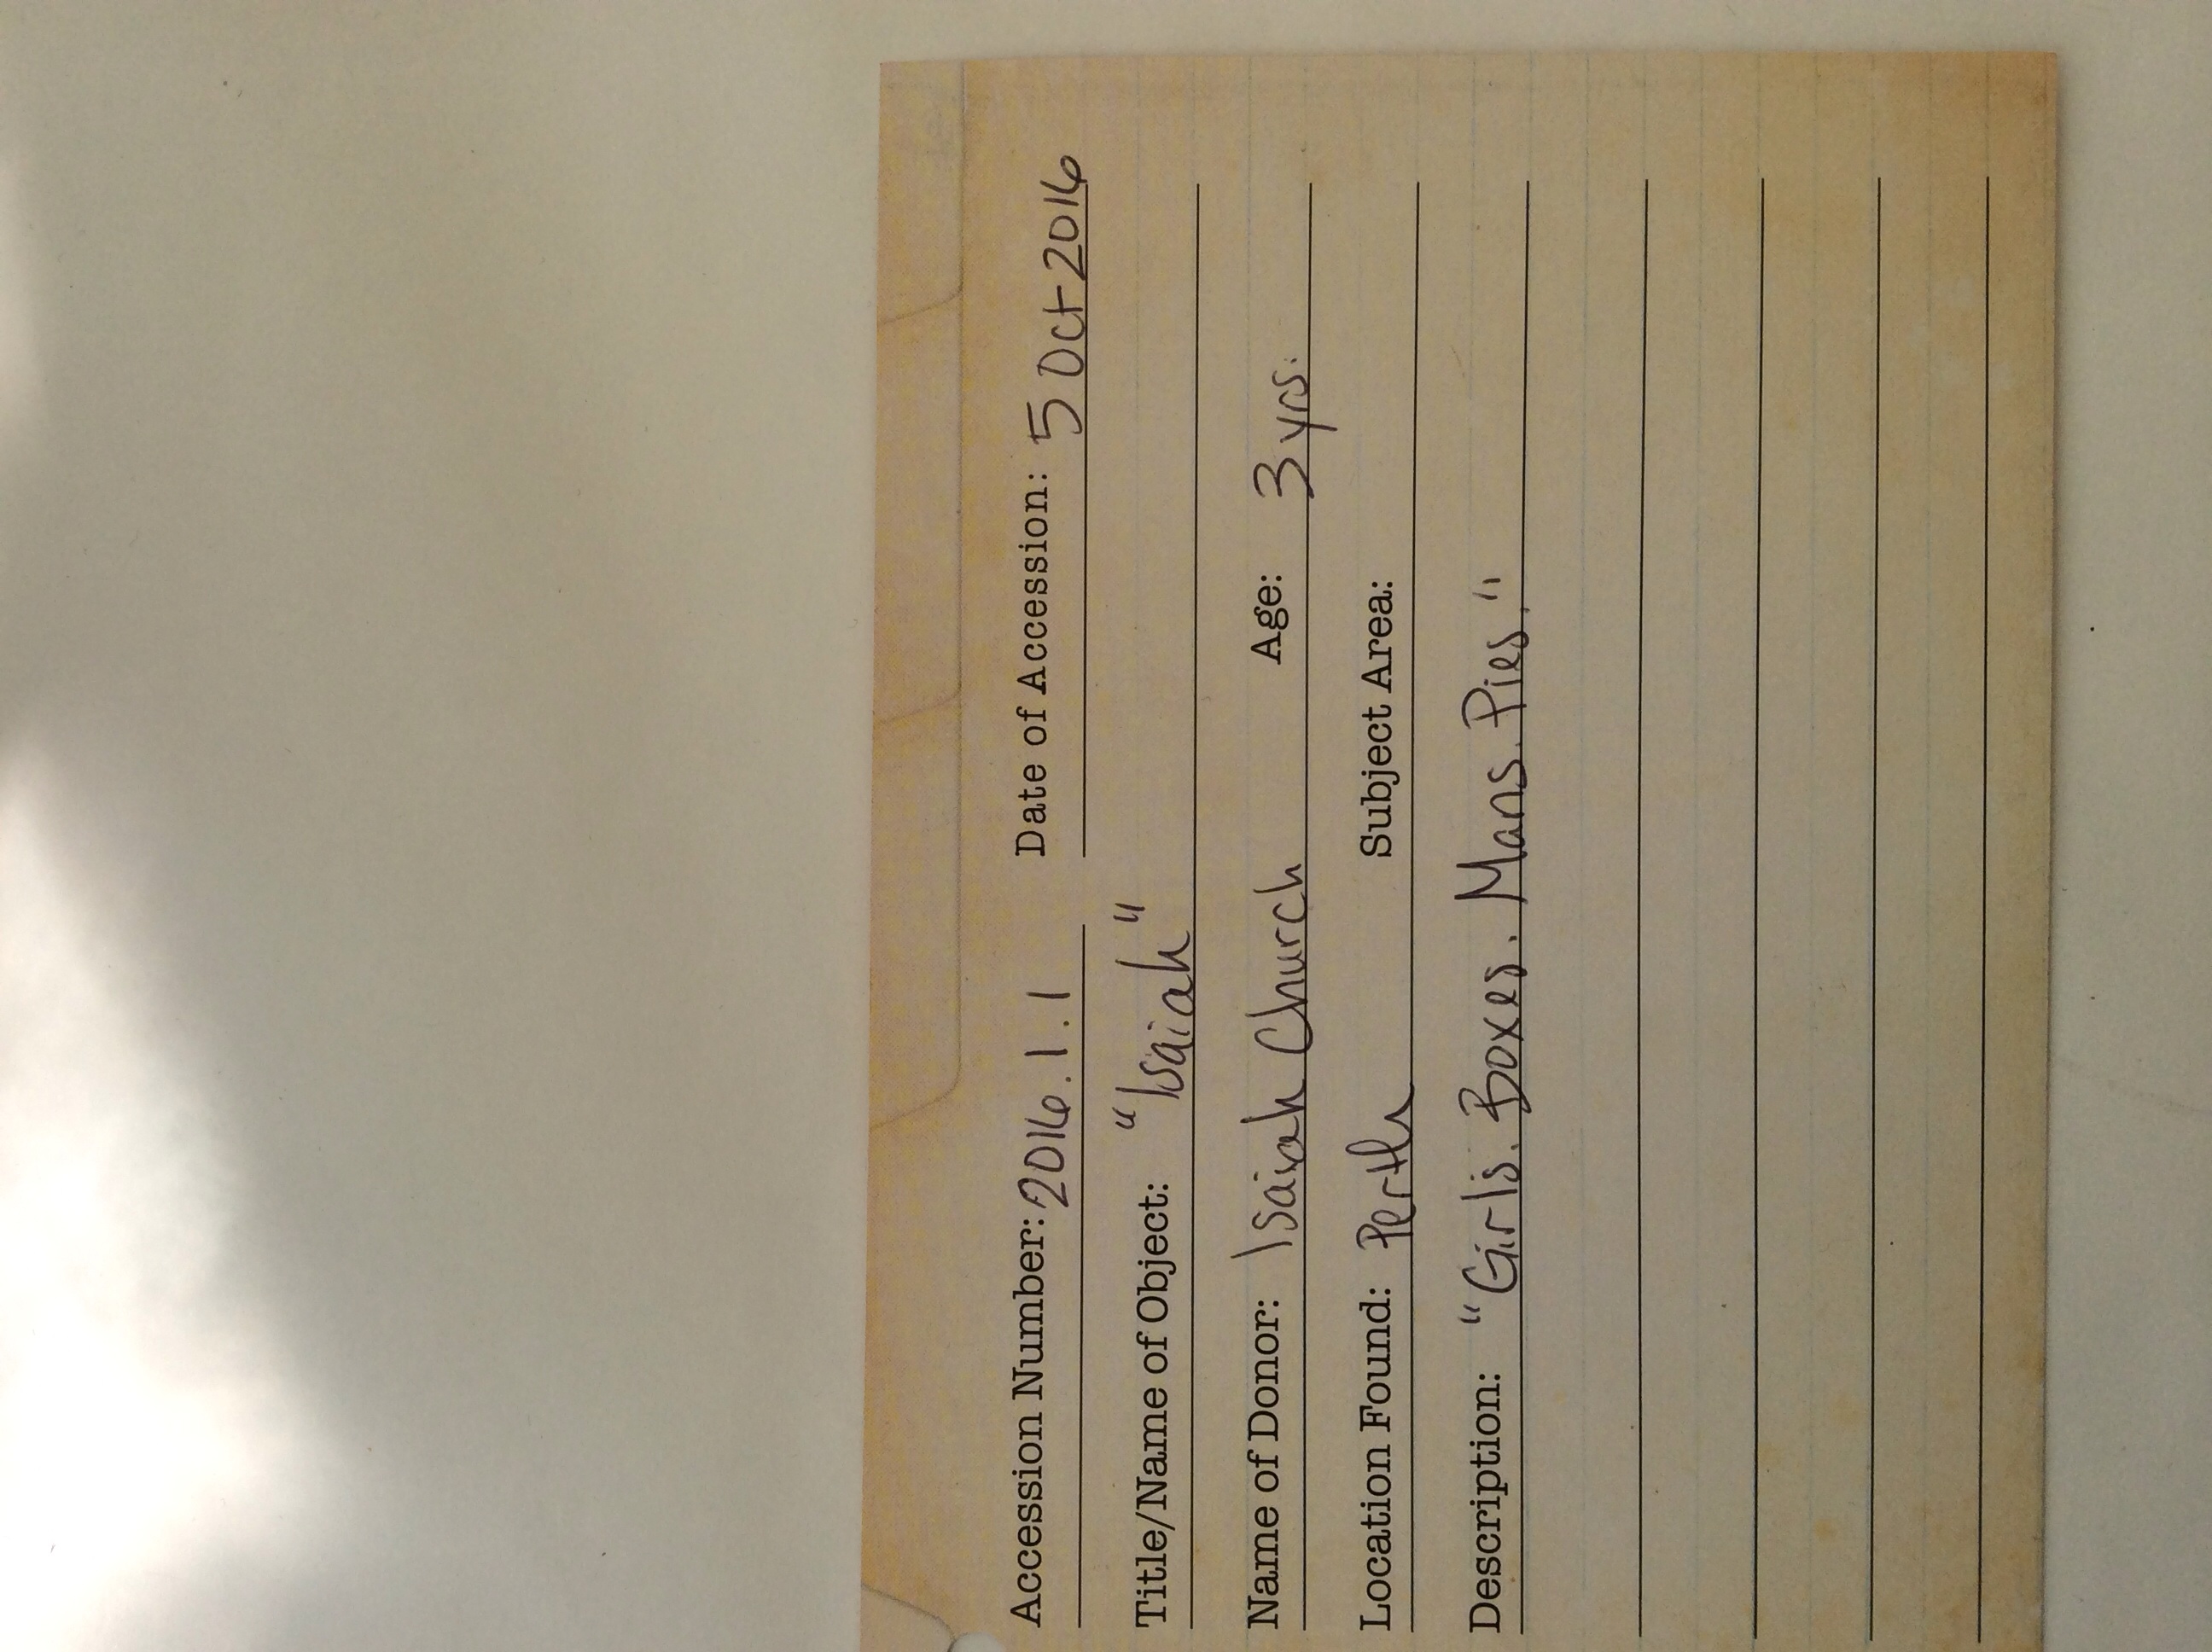 Accession Number: 2016.1.1 Date of Accession: 5 Oct 2016
Title/Name of Object: "Isaiah"
Name of Donor: Isaiah Church Age: 3 yrs.
Location Found: Perth Subject Area:
Description: "Girls. Boxes. Mans. Pies."